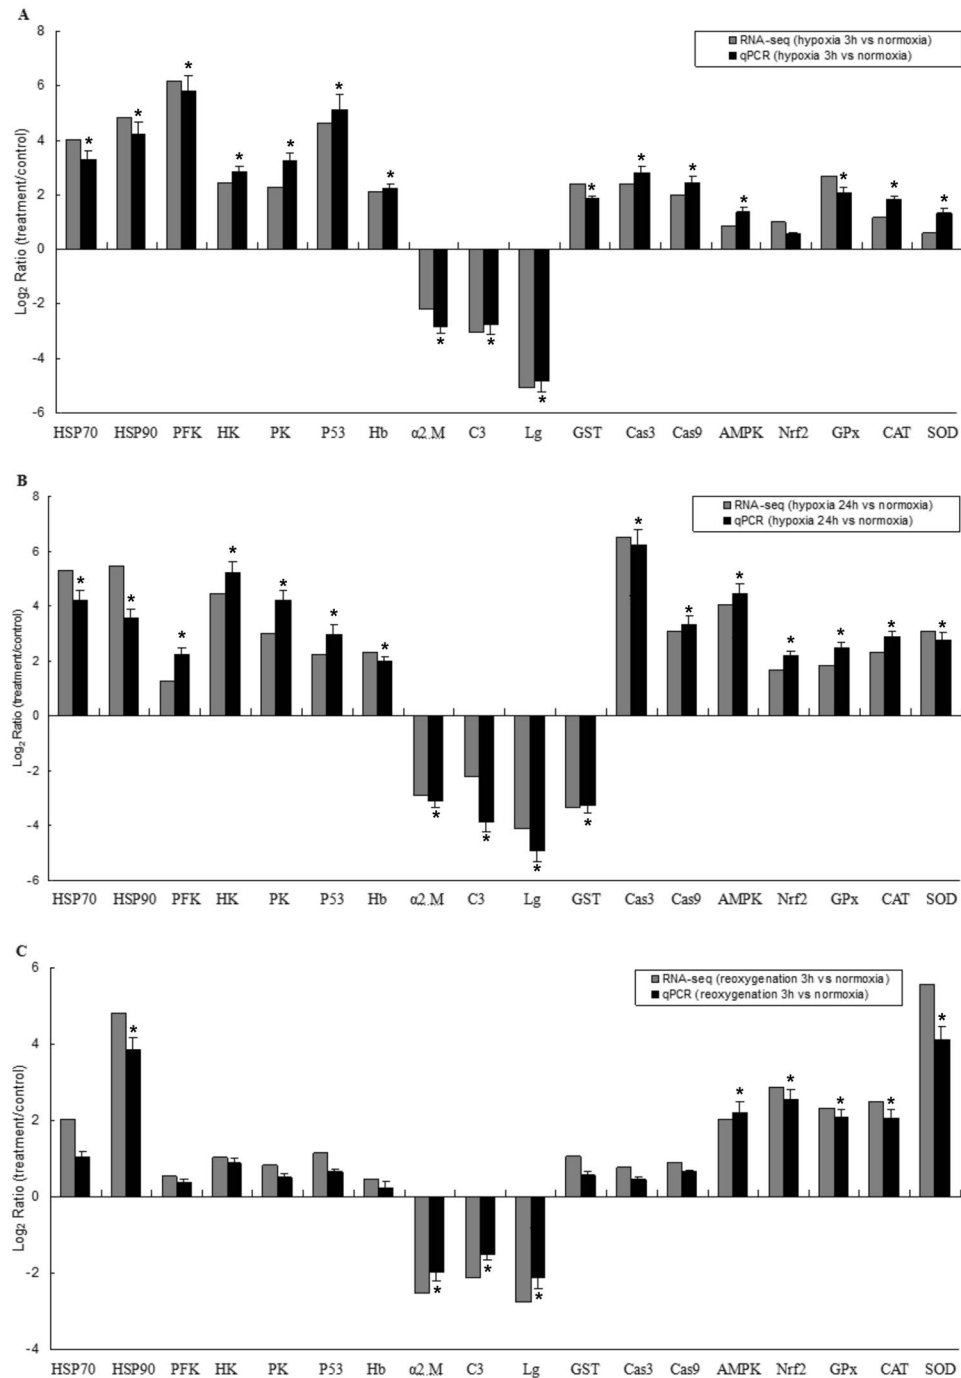 A
8
RNA-seq (hypoxia 3h vs normoxia)
qPCR (hypoxia 3h vs normoxia)
6
4
2
0
-2
-4
-6
Log2 Ratio (treatment/control)
* * * * * * * * * * * * * * * * *
HSP70 HSP90 PFK HK PK P53 Hb α2 M C3 Lg GST Cas3 Cas9 AMPK Nrf2 GPx CAT SOD
B
8
RNA-seq (hypoxia 24h vs normoxia)
qPCR (hypoxia 24h vs normoxia)
6
4
2
0
-2
-4
-6
Log2 Ratio (treatment/control)
* * * * * * * * * * * * * * * * * *
HSP70 HSP90 PFK HK PK P53 Hb α2 M C3 Lg GST Cas3 Cas9 AMPK Nrf2 GPx CAT SOD
C
6
RNA-seq (reoxygenation 3h vs normoxia)
qPCR (reoxygenation 3h vs normoxia)
4
2
0
-2
-4
Log2 Ratio (treatment/control)
* * * * * * * * *
HSP70 HSP90 PFK HK PK P53 Hb α2 M C3 Lg GST Cas3 Cas9 AMPK Nrf2 GPx CAT SOD